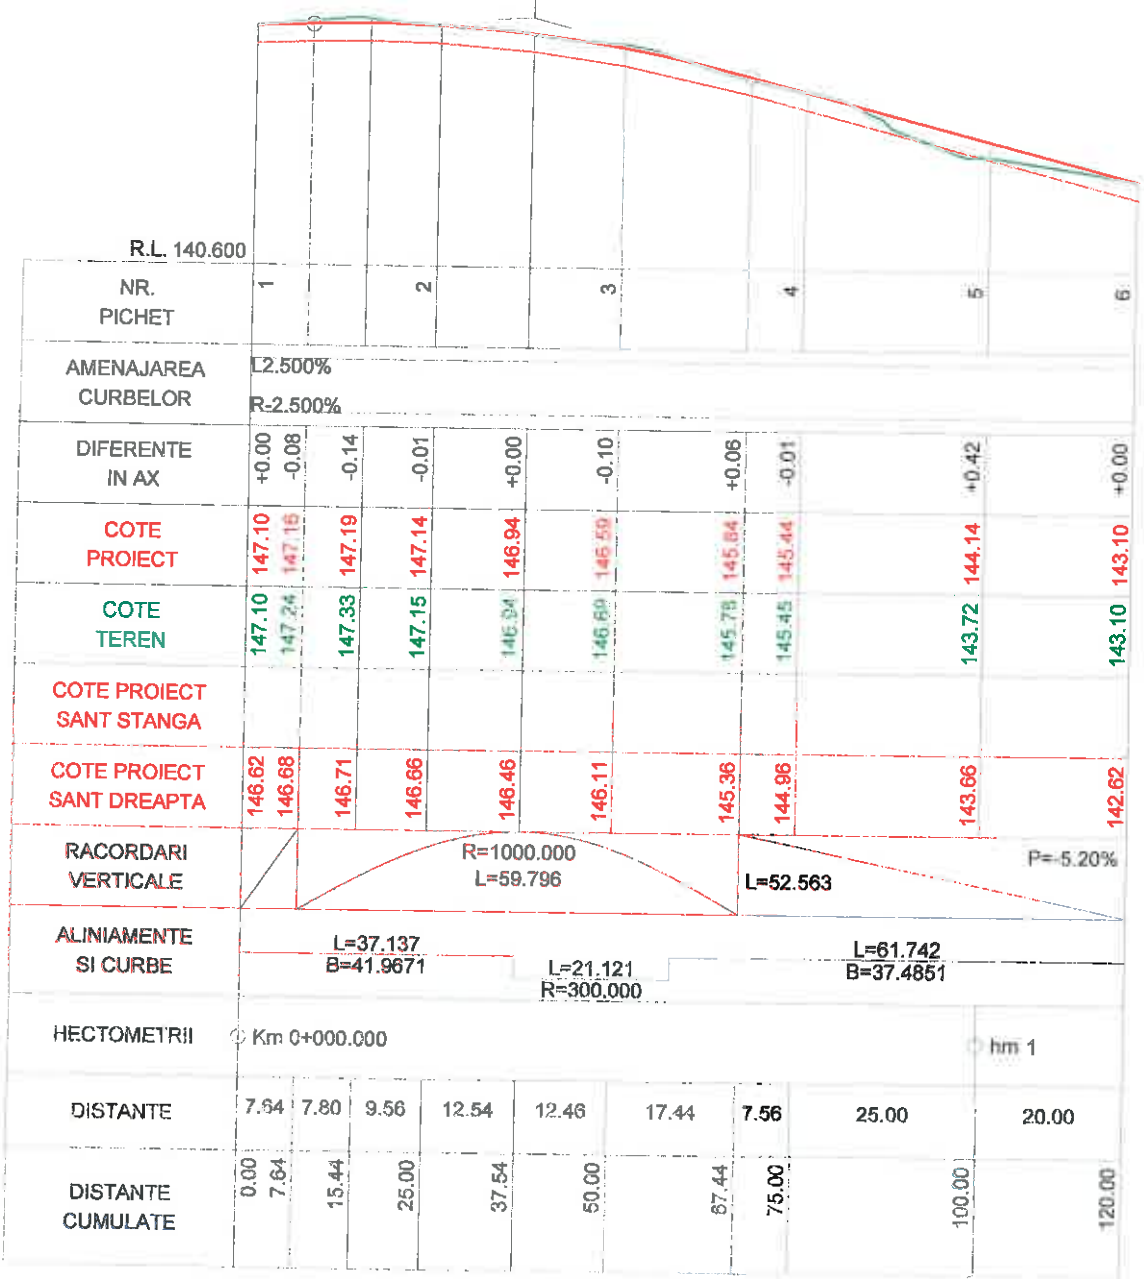 R.L. 140.600
NR.
PICHET
1 2 3 4 5 6
AMENAJAREA
CURBELOR
L2.500%
R-2.500%
DIFERENTE
IN AX
+0.00 -0.08 -0.14 -0.01 +0.00 -0.10 +0.06 -0.01 +0.42 +0.00
COTE
PROIECT
147.10 147.16 147.19 147.14 146.94 146.59 145.84 145.44 144.14 143.10
COTE
TEREN
147.10 147.24 147.33 147.15 146.94 146.69 145.78 145.45 143.72 143.10
COTE PROIECT
SANT STANGA
COTE PROIECT
SANT DREAPTA
146.62 146.68 146.71 146.66 146.46 146.11 145.36 144.96 143.66 142.62
RACORDARI
VERTICALE
R=1000.000
L=59.796
L=52.563
P=-5.20%
ALINIAMENTE
SI CURBE
L=37.137
B=41.9671
L=21.121
R=300,000
L=61.742
B=37.4851
HECTOMETRII
Km 0+000.000
hm 1
DISTANTE
7.64 7.80 9.56 12.54 12.46 17.44 7.56 25.00 20.00
DISTANTE
CUMULATE
0.00 7.64 15.44 25.00 37.54 50.00 67.44 75.00 100.00 120.00